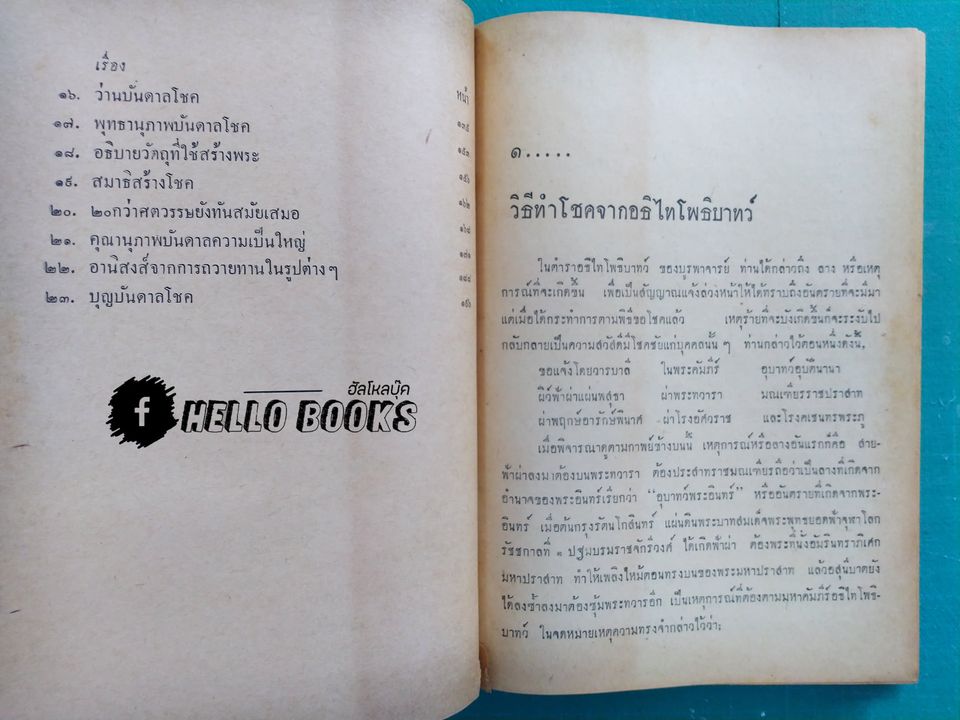 เรื่อง
หน้า
๑๖. ว่านบันดาลโชค ๑๓๕
๑๗. พุทธานุภาพบันดาลโชค ๑๕๓
๑๘. อธิบายวัตถุที่ใช้สร้างพระ ๑๕๖
๑๙. สมาธิสร้างโชค ๑๖๒
๒๐. ๒๐กว่าศตวรรษยังทันสมัยเสมอ ๑๖๔
๒๑. คุณานุภาพบันดาลความเป็นใหญ่ ๑๗๑
๒๒. อานิสงส์จากการถวายทานในรูปต่างๆ
๒๓. บุญบันดาลโชค
ฮัลโหลบุ๊ค
f HELLO BOOKS
๑.....
วิธีทำโชคจากอธิไทโพธิบาทว์
ในตำราอธิไทโพธิบาทว์ ของบูรพาจารย์ ท่านได้กล่าวถึง ลาง หรือเหตุ
การณ์ที่จะเกิดขึ้น เพื่อเป็นสัญญาณแจ้งล่วงหน้าให้ได้ทราบถึงอันตรายที่จะมีมา
แต่เมื่อได้กระทำการตามพิธีขอโชคแล้ว เหตุร้ายที่จะบังเกิดขึ้นก็จะระงับไป
กลับกลายเป็นความสวัสดีมีโชคชัยแก่บุคคลนั้น ๆ ท่านกล่าวไว้ตอนหนึ่งดังนี้,
ขอแจ้งโดยวารบาลี ในพระคัมภีร์ อุบาทว์อุบัตินานา
ผิว์ฟ้าผ่าแผ่นพสุธา ผ่าพระทวารา มณเฑียรราชปราสาท
ผ่าพฤกษ์อารักษ์พินาศ ผ่าโรงอัศวราช และโรงคเชนทรพระภู
เมื่อพิจารณาดูตามกาพย์ข้างบนนี้ เหตุการณ์หรือลางอันแรกก็คือ สาย-
ฟ้าผ่าลงมาต้องบนพระทวารา ต้องประสาทราชมณเฑียรถือว่าเป็นลางที่เกิดจาก
อำนาจของพระอินทร์เรียกว่า “อุบาทว์พระอินทร์” หรืออันตรายที่เกิดจากพระ-
อินทร์ เมื่อต้นกรุงรัตนโกสินทร์ แผ่นดินพระบาทสมเด็จพระพุทธยอดฟ้าจุฬาโลก
รัชชกาลที่ ๑ ปฐมบรมราชจักรีวงศ์ ได้เกิดฟ้าผ่า ต้องพระที่นั่งอัมรินทราภิเศก
มหาปราสาท ทำให้เพลิงไหม้ตอนทรงบนของพระมหาปราสาท แล้วอสุนีบาตยัง
ได้ลงซ้ำลงมาต้องซุ้มพระทวารอีก เป็นเหตุการณ์ที่ต้องตามมหาคัมภีร์อธิไทโพธิ-
บาทว์ ในจดหมายเหตุความทรงจำกล่าวไว้ว่า;